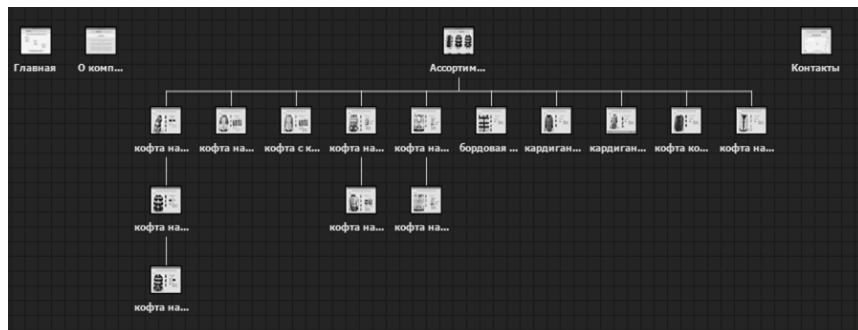 Главная О комп... Ассортим... Контакты
кофта на... кофта на... кофта с к... кофта на... кофта на... бордовая ... кардиган... кардиган... кофта ко... кофта на...
кофта на... кофта на... кофта на...
кофта на...